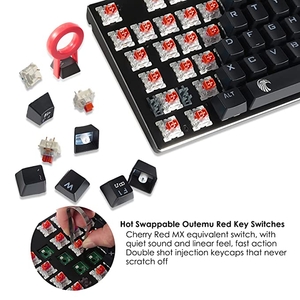 W
Hot Swappable Outemu Red Key Switches
Cherry Red MX equivalent switch, with
quiet sound and linear feel, fast action
Double shot injection keycaps that never
scratch off